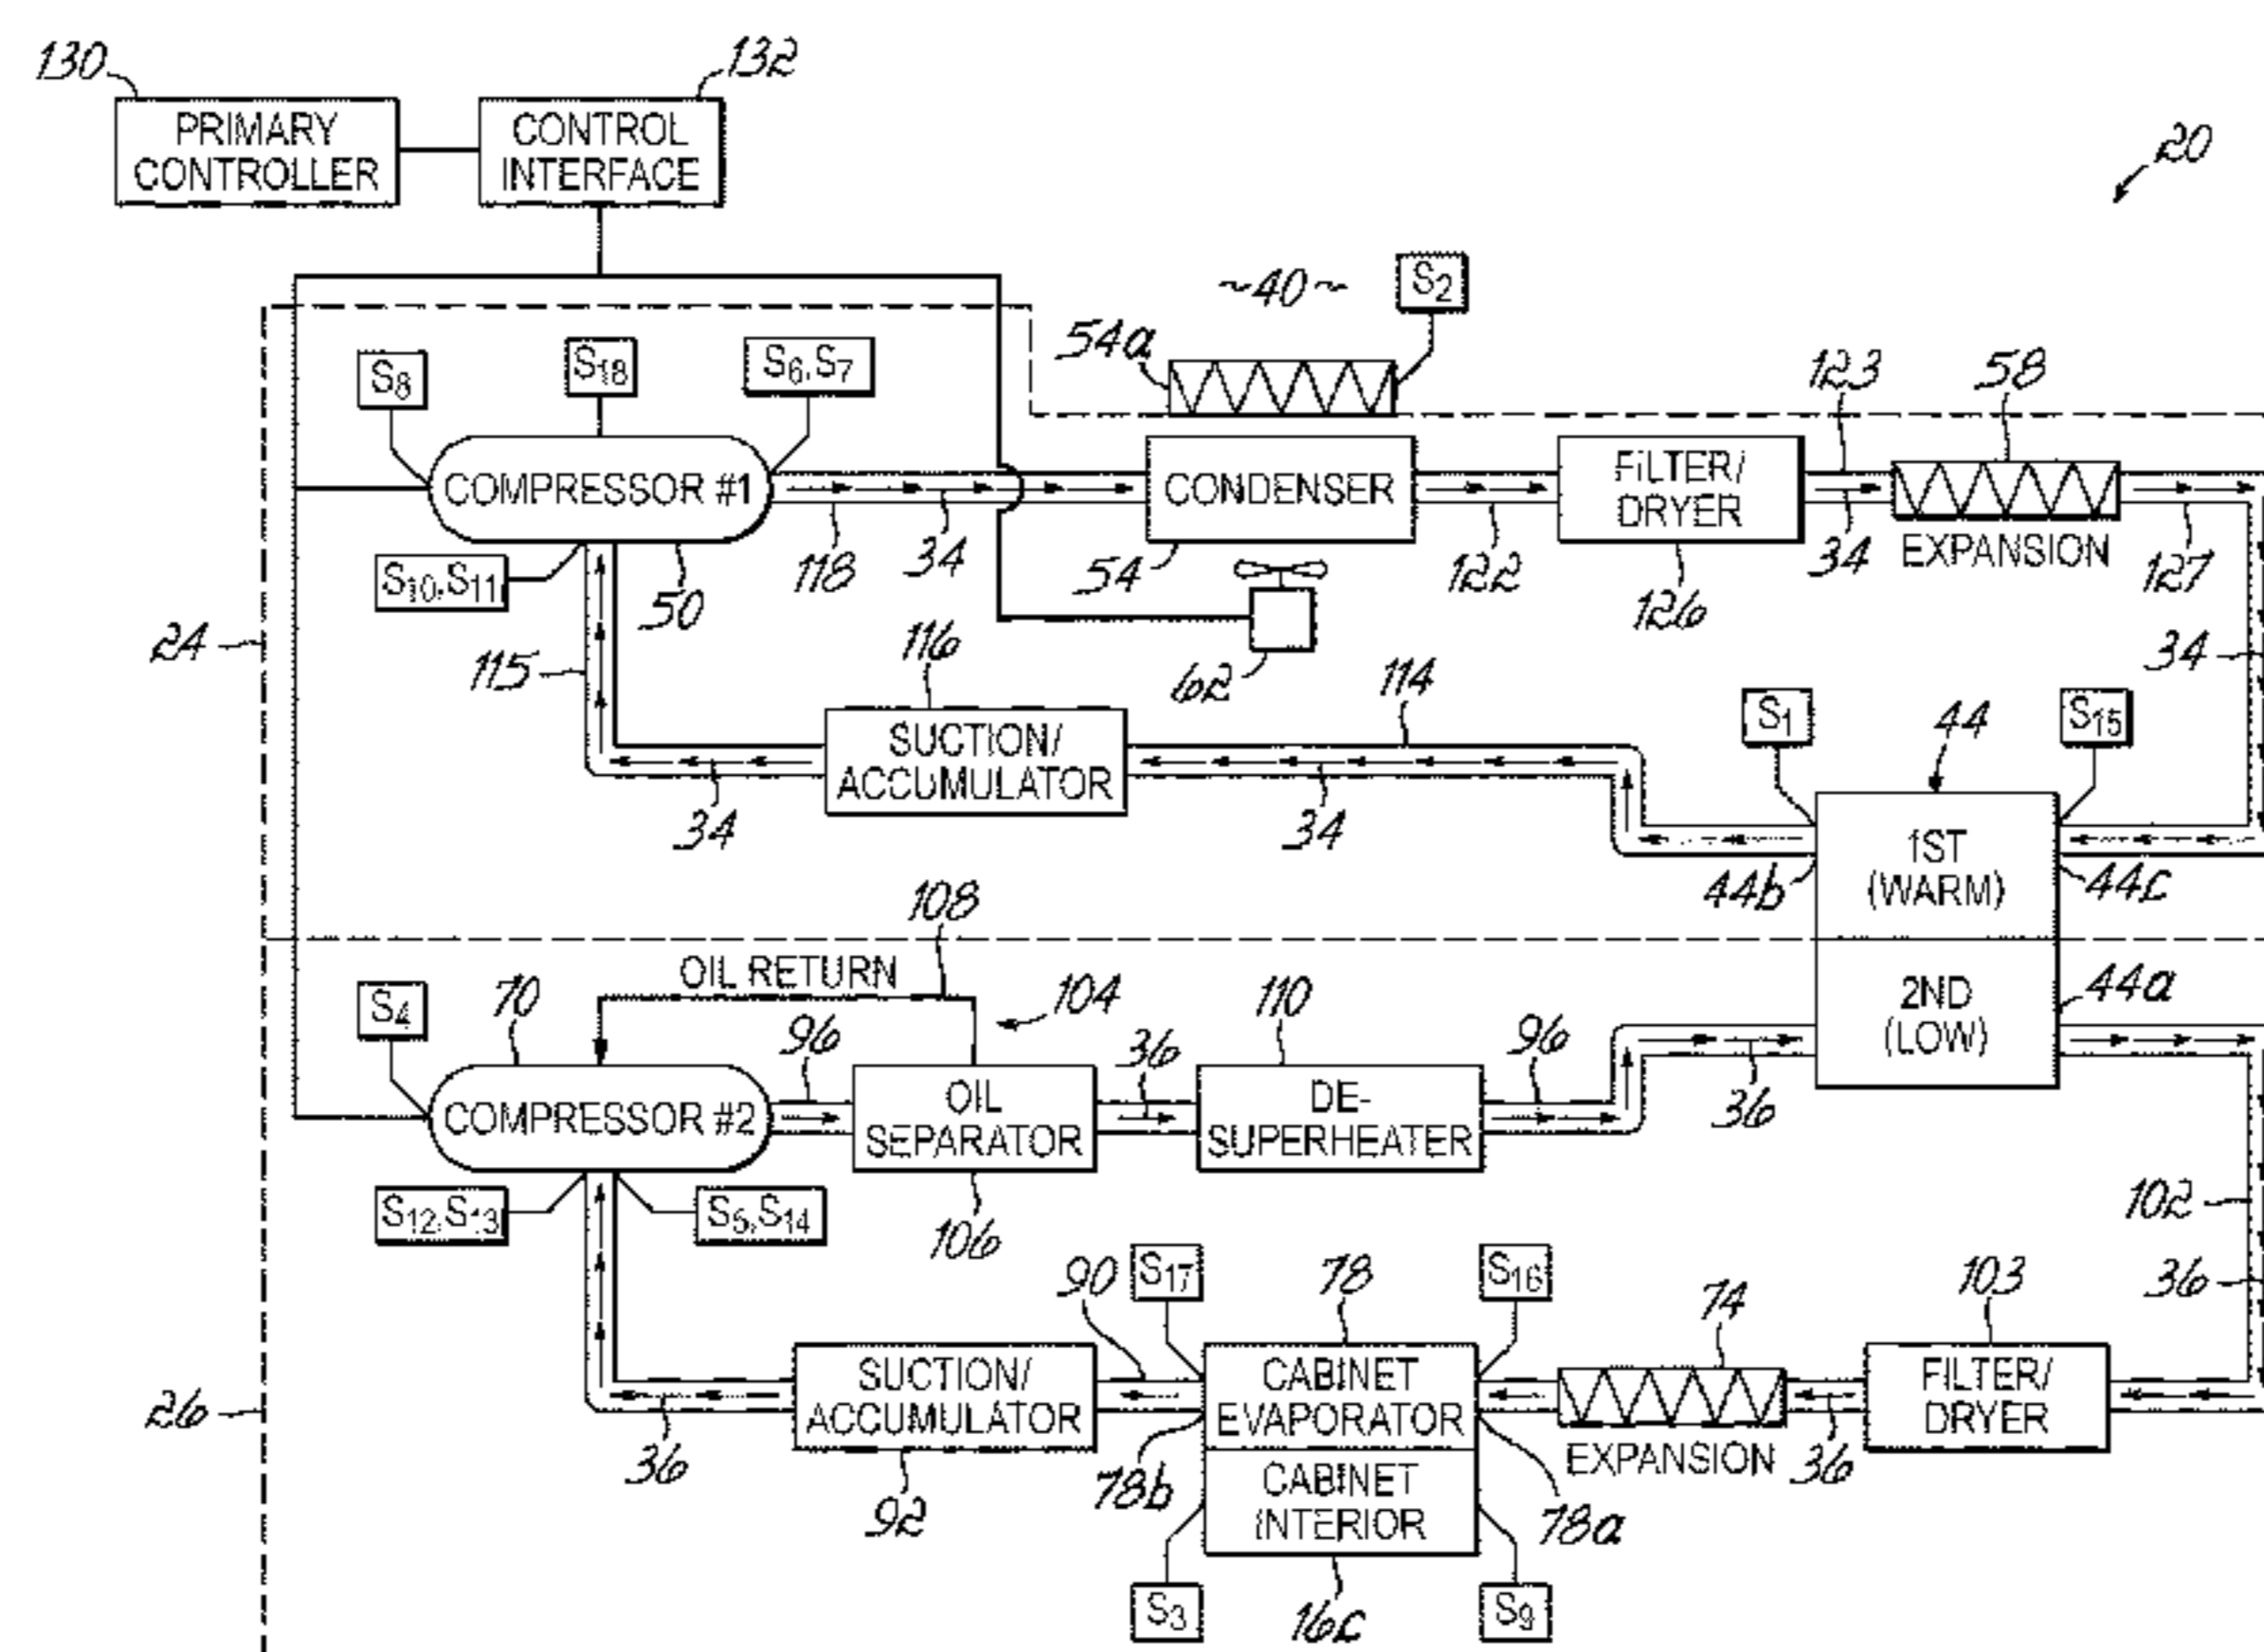 130
132
PRIMARY
CONTROLLER
CONTROL
INTERFACE
20
~40~
S2
54a
S8
S18
S6,S7
123
58
COMPRESSOR #1
CONDENSER
FILTER/
DRYER
EXPANSION
S10,S11
50
118
34
54
122
126
34
127
24
115
116
62
114
34
S1
44
S15
SUCTION/
ACCUMULATOR
34
34
1ST
(WARM)
44b
44c
108
OIL RETURN
S4
70
96
104
36
110
96
2ND
(LOW)
44a
COMPRESSOR #2
OIL
SEPARATOR
DE-
SUPERHEATER
36
S12,S13
S5,S14
106
102
S17
90
78
S16
74
103
36
26
SUCTION/
ACCUMULATOR
CABINET
EVAPORATOR
FILTER/
DRYER
EXPANSION
36
36
92
78b
CABINET
INTERIOR
78a
S3
16c
S9